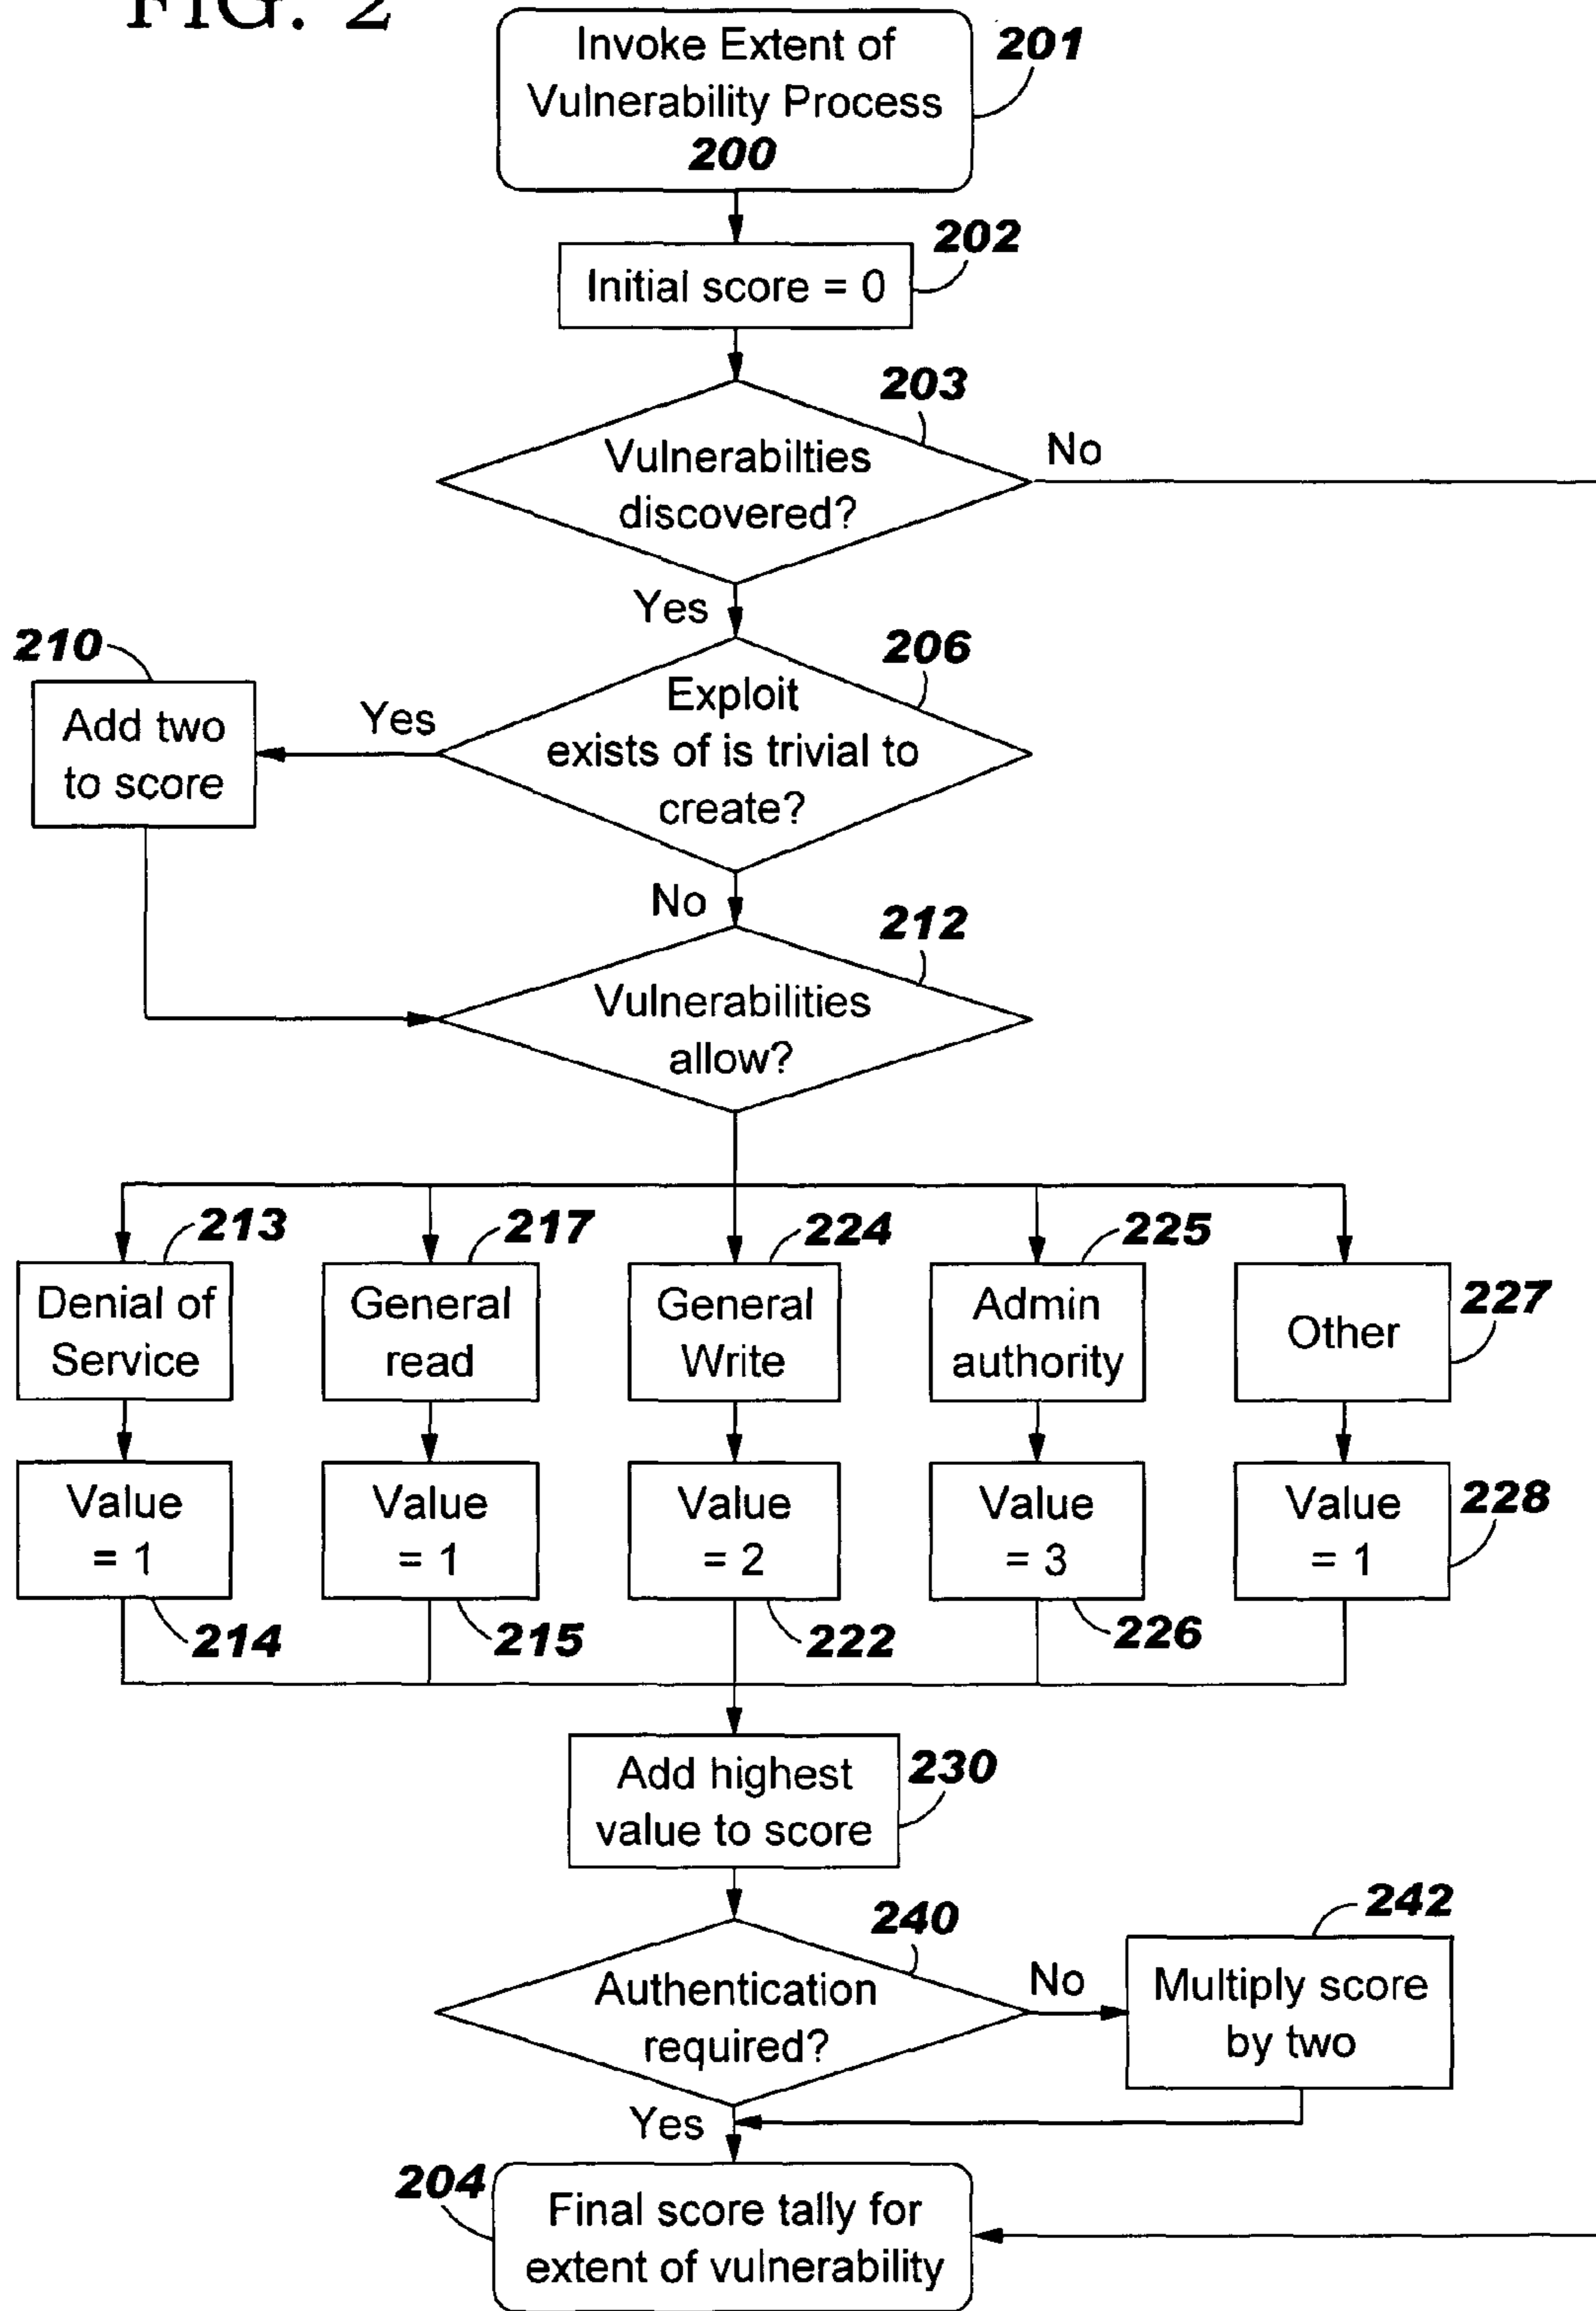 FIG. 2
Invoke Extent of
Vulnerability Process
200
201
202
Initial score = 0
203
Vulnerabilties
discovered?
No
Yes
210
206
Add two
to score
Yes
Exploit
exists of is trivial to
create?
No
212
Vulnerabilities
allow?
213
217
224
225
227
Denial of
Service
General
read
General
Write
Admin
authority
Other
Value
= 1
Value
= 1
Value
= 2
Value
= 3
Value
= 1
228
214
215
222
226
Add highest
value to score
230
240
242
Authentication
required?
No
Multiply score
by two
Yes
204
Final score tally for
extent of vulnerability